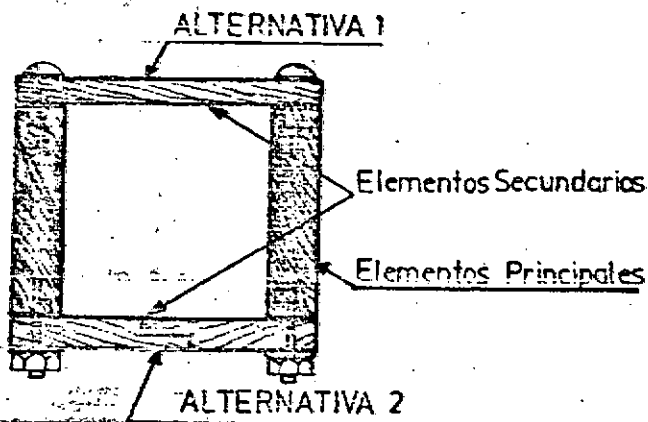 ALTERNATIVA 1
Elementos Secundarios
Elementos Principales
ALTERNATIVA 2